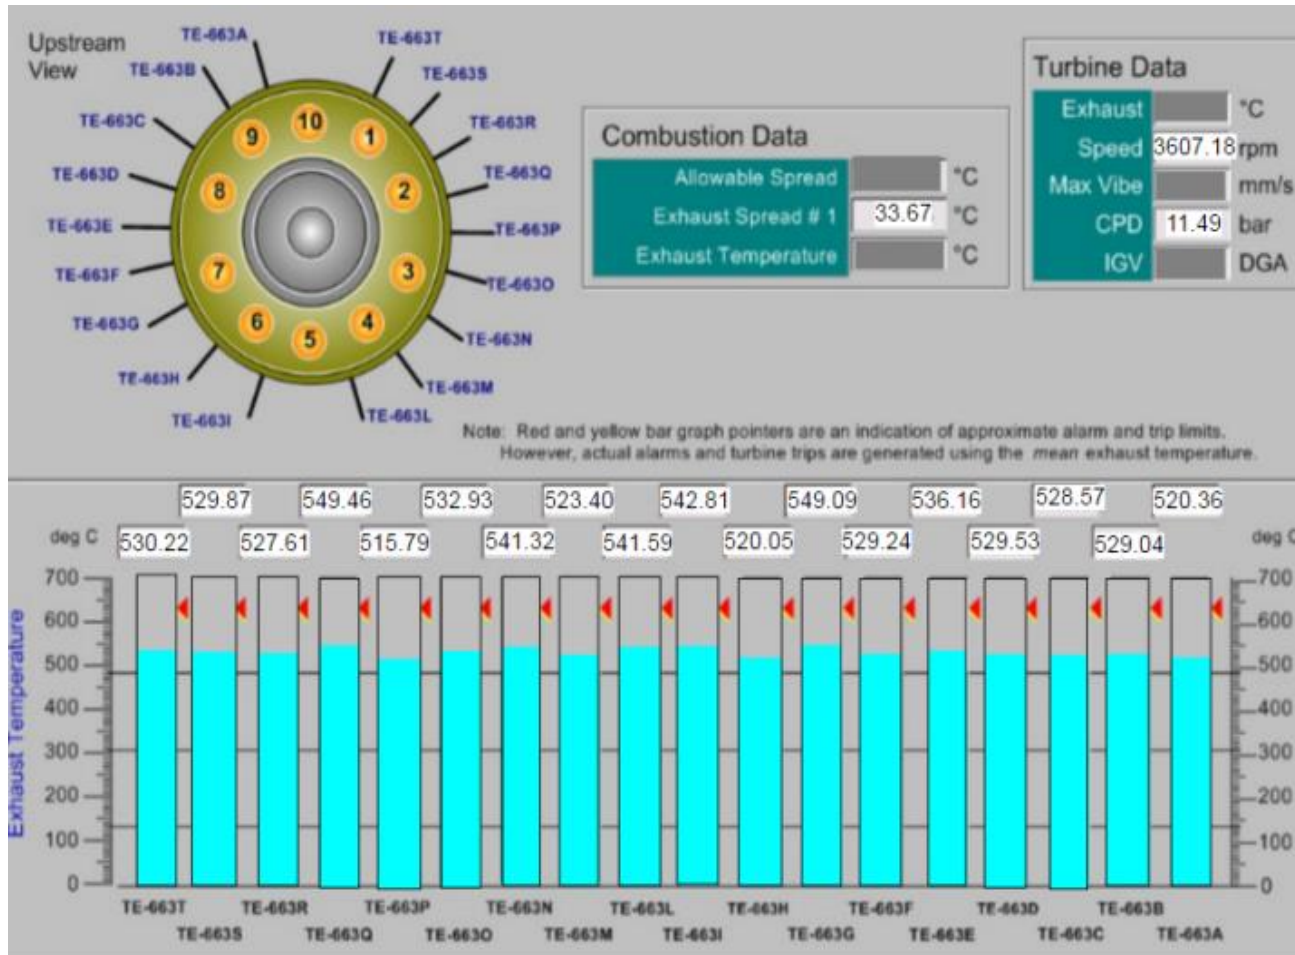 Upstream
View
TE-663A
TE-663T
TE-663B
TE-663S
TE-663C
TE-663R
TE-663D
TE-663Q
TE-663E
TE-663P
TE-663F
TE-663O
TE-663G
TE-663N
TE-663H
TE-663M
TE-663I
TE-663L
10
9
1
8
2
7
3
6
4
5
Combustion Data
Allowable Spread °C
Exhaust Spread # 1 33.67 °C
Exhaust Temperature °C
Turbine Data
Exhaust °C
Speed 3607.18 rpm
Max Vibe mm/s
CPD 11.49 bar
IGV DGA
Note: Red and yellow bar graph pointers are an indication of approximate alarm and trip limits.
However, actual alarms and turbine trips are generated using the mean exhaust temperature.
529.87 549.46 532.93 523.40 542.81 549.09 536.16 528.57 520.36
deg C 530.22 527.61 515.79 541.32 541.59 520.05 529.24 529.53 529.04 deg C
Exhaust Temperature
700 700
600 600
500 500
400 400
300 300
200 200
100 100
0 0
TE-663T TE-663R TE-663P TE-663N TE-663L TE-663H TE-663F TE-663D TE-663B
TE-663S TE-663Q TE-663O TE-663M TE-663I TE-663G TE-663E TE-663C TE-663A